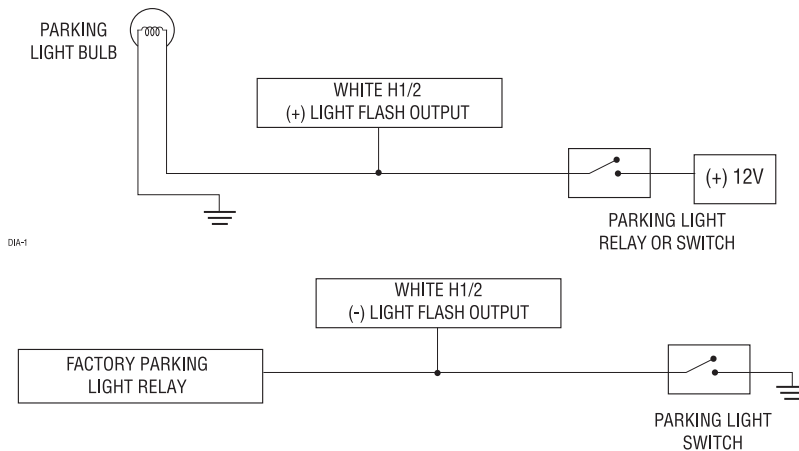 PARKING
LIGHT BULB
WHITE H1/2
(+) LIGHT FLASH OUTPUT
(+) 12V
PARKING LIGHT
RELAY OR SWITCH
DIA-1
WHITE H1/2
(-) LIGHT FLASH OUTPUT
FACTORY PARKING
LIGHT RELAY
PARKING LIGHT
SWITCH